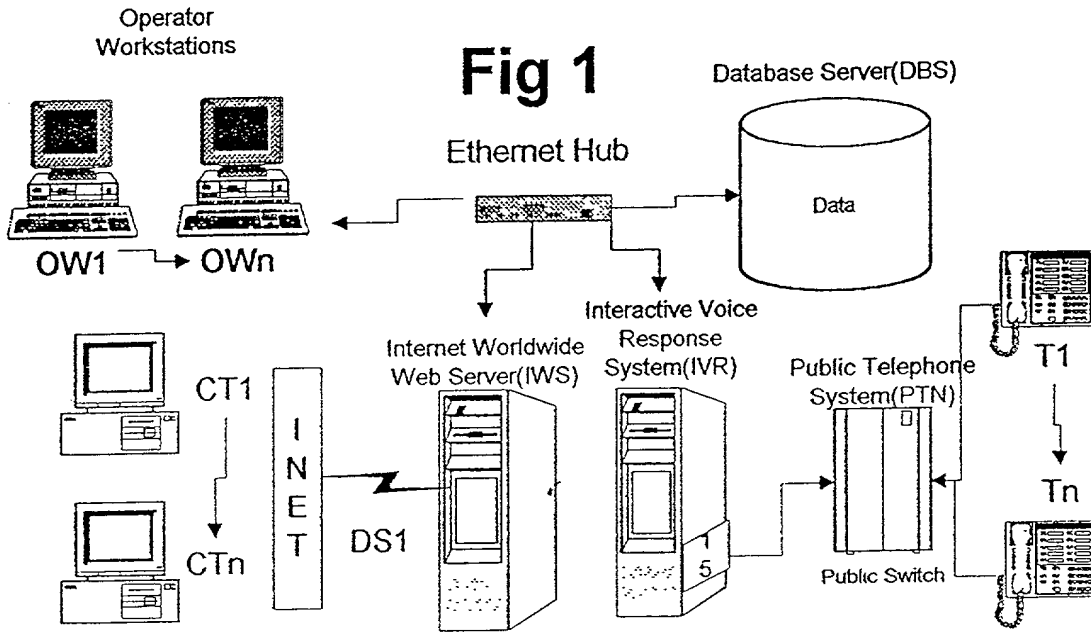 Operator
Workstations
Fig 1
Database Server(DBS)
Ethernet Hub
Data
OW1
OWn
Interactive Voice
Response
System(IVR)
Internet Worldwide
Web Server(IWS)
Public Telephone
System(PTN)
T1
CT1
I
N
E
T
Tn
DS1
CTn
1
5
Public Switch